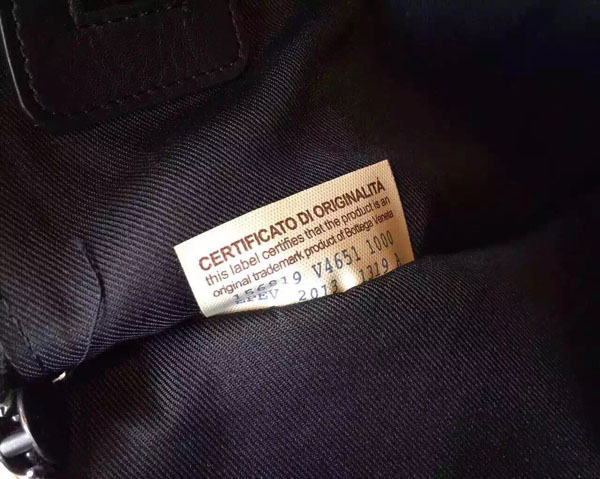 CERTIFICATO DI ORIGINALITÁ
this label certifies that the product is an
original trademark product of Bottega Veneta
V4651 1000
2013